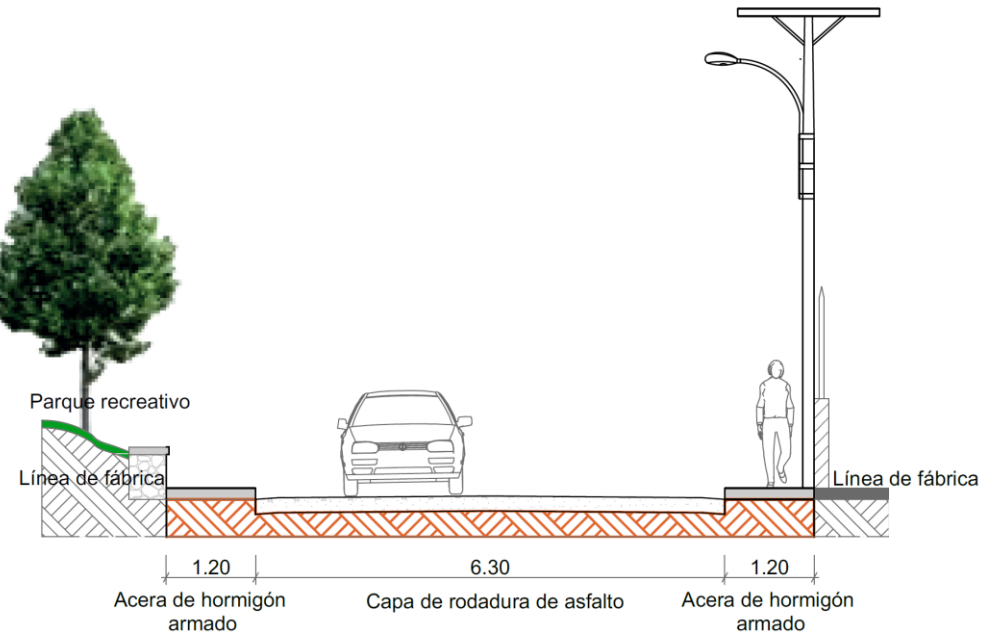 Parque recreativo
Línea de fábrica
Línea de fábrica
1.20
6.30
1.20
Acera de hormigón
armado
Capa de rodadura de asfalto
Acera de hormigón
armado